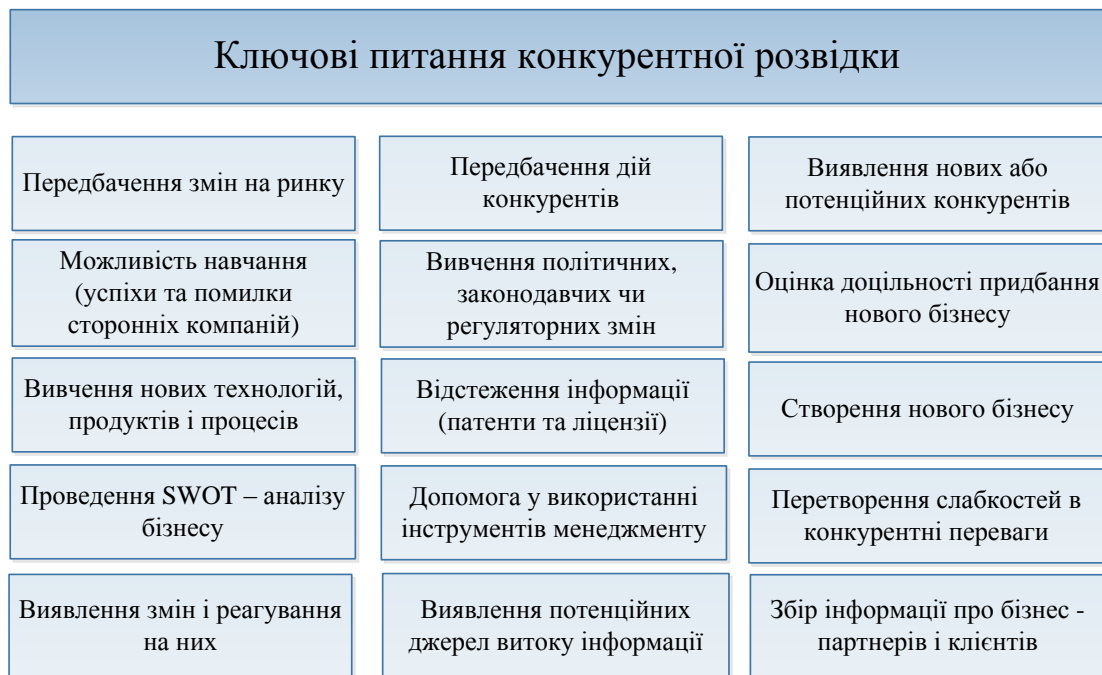 Ключові питання конкурентної розвідки
Передбачення змін на ринку
Передбачення дій
конкурентів
Виявлення нових або
потенційних конкурентів
Можливість навчання
(успіхи та помилки
сторонніх компаній)
Вивчення політичних,
законодавчих чи
регуляторних змін
Оцінка доцільності придбання
нового бізнесу
Вивчення нових технологій,
продуктів і процесів
Відстеження інформації
(патенти та ліцензії)
Створення нового бізнесу
Проведення SWOT – аналізу
бізнесу
Допомога у використанні
інструментів менеджменту
Перетворення слабкостей в
конкурентні переваги
Виявлення змін і реагування
на них
Виявлення потенційних
джерел витоку інформації
Збір інформації про бізнес -
партнерів і клієнтів